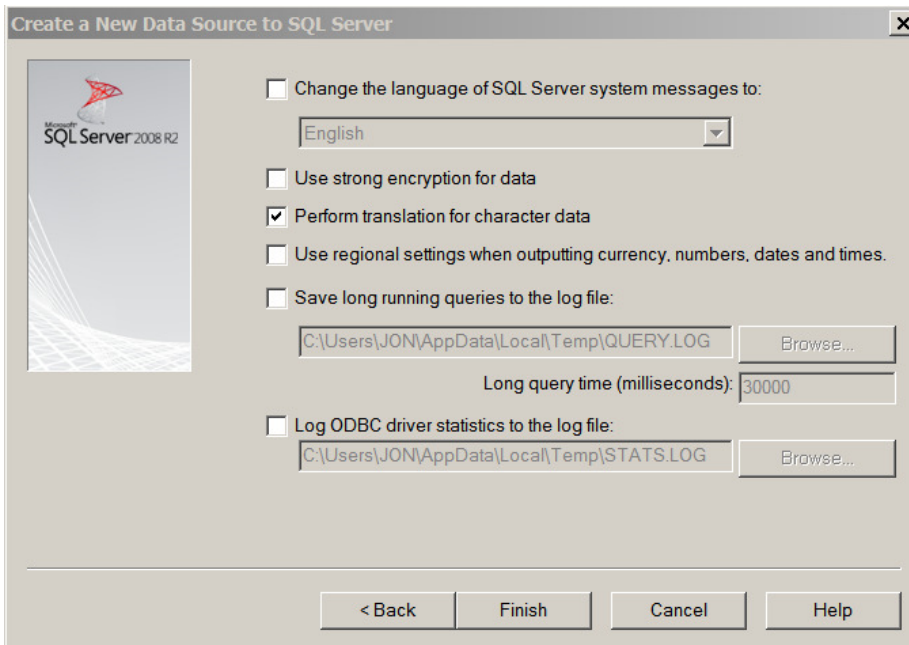 Create a New Data Source to SQL Server
Microsoft
SQL Server 2008 R2
Change the language of SQL Server system messages to:
English
Use strong encryption for data
Perform translation for character data
Use regional settings when outputting currency, numbers, dates and times.
Save long running queries to the log file:
C:\Users\JON\AppData\Local\Temp\QUERY.LOG Browse...
Long query time (milliseconds): 30000
Log ODBC driver statistics to the log file:
C:\Users\JON\AppData\Local\Temp\STATS.LOG Browse...
< Back Finish Cancel Help